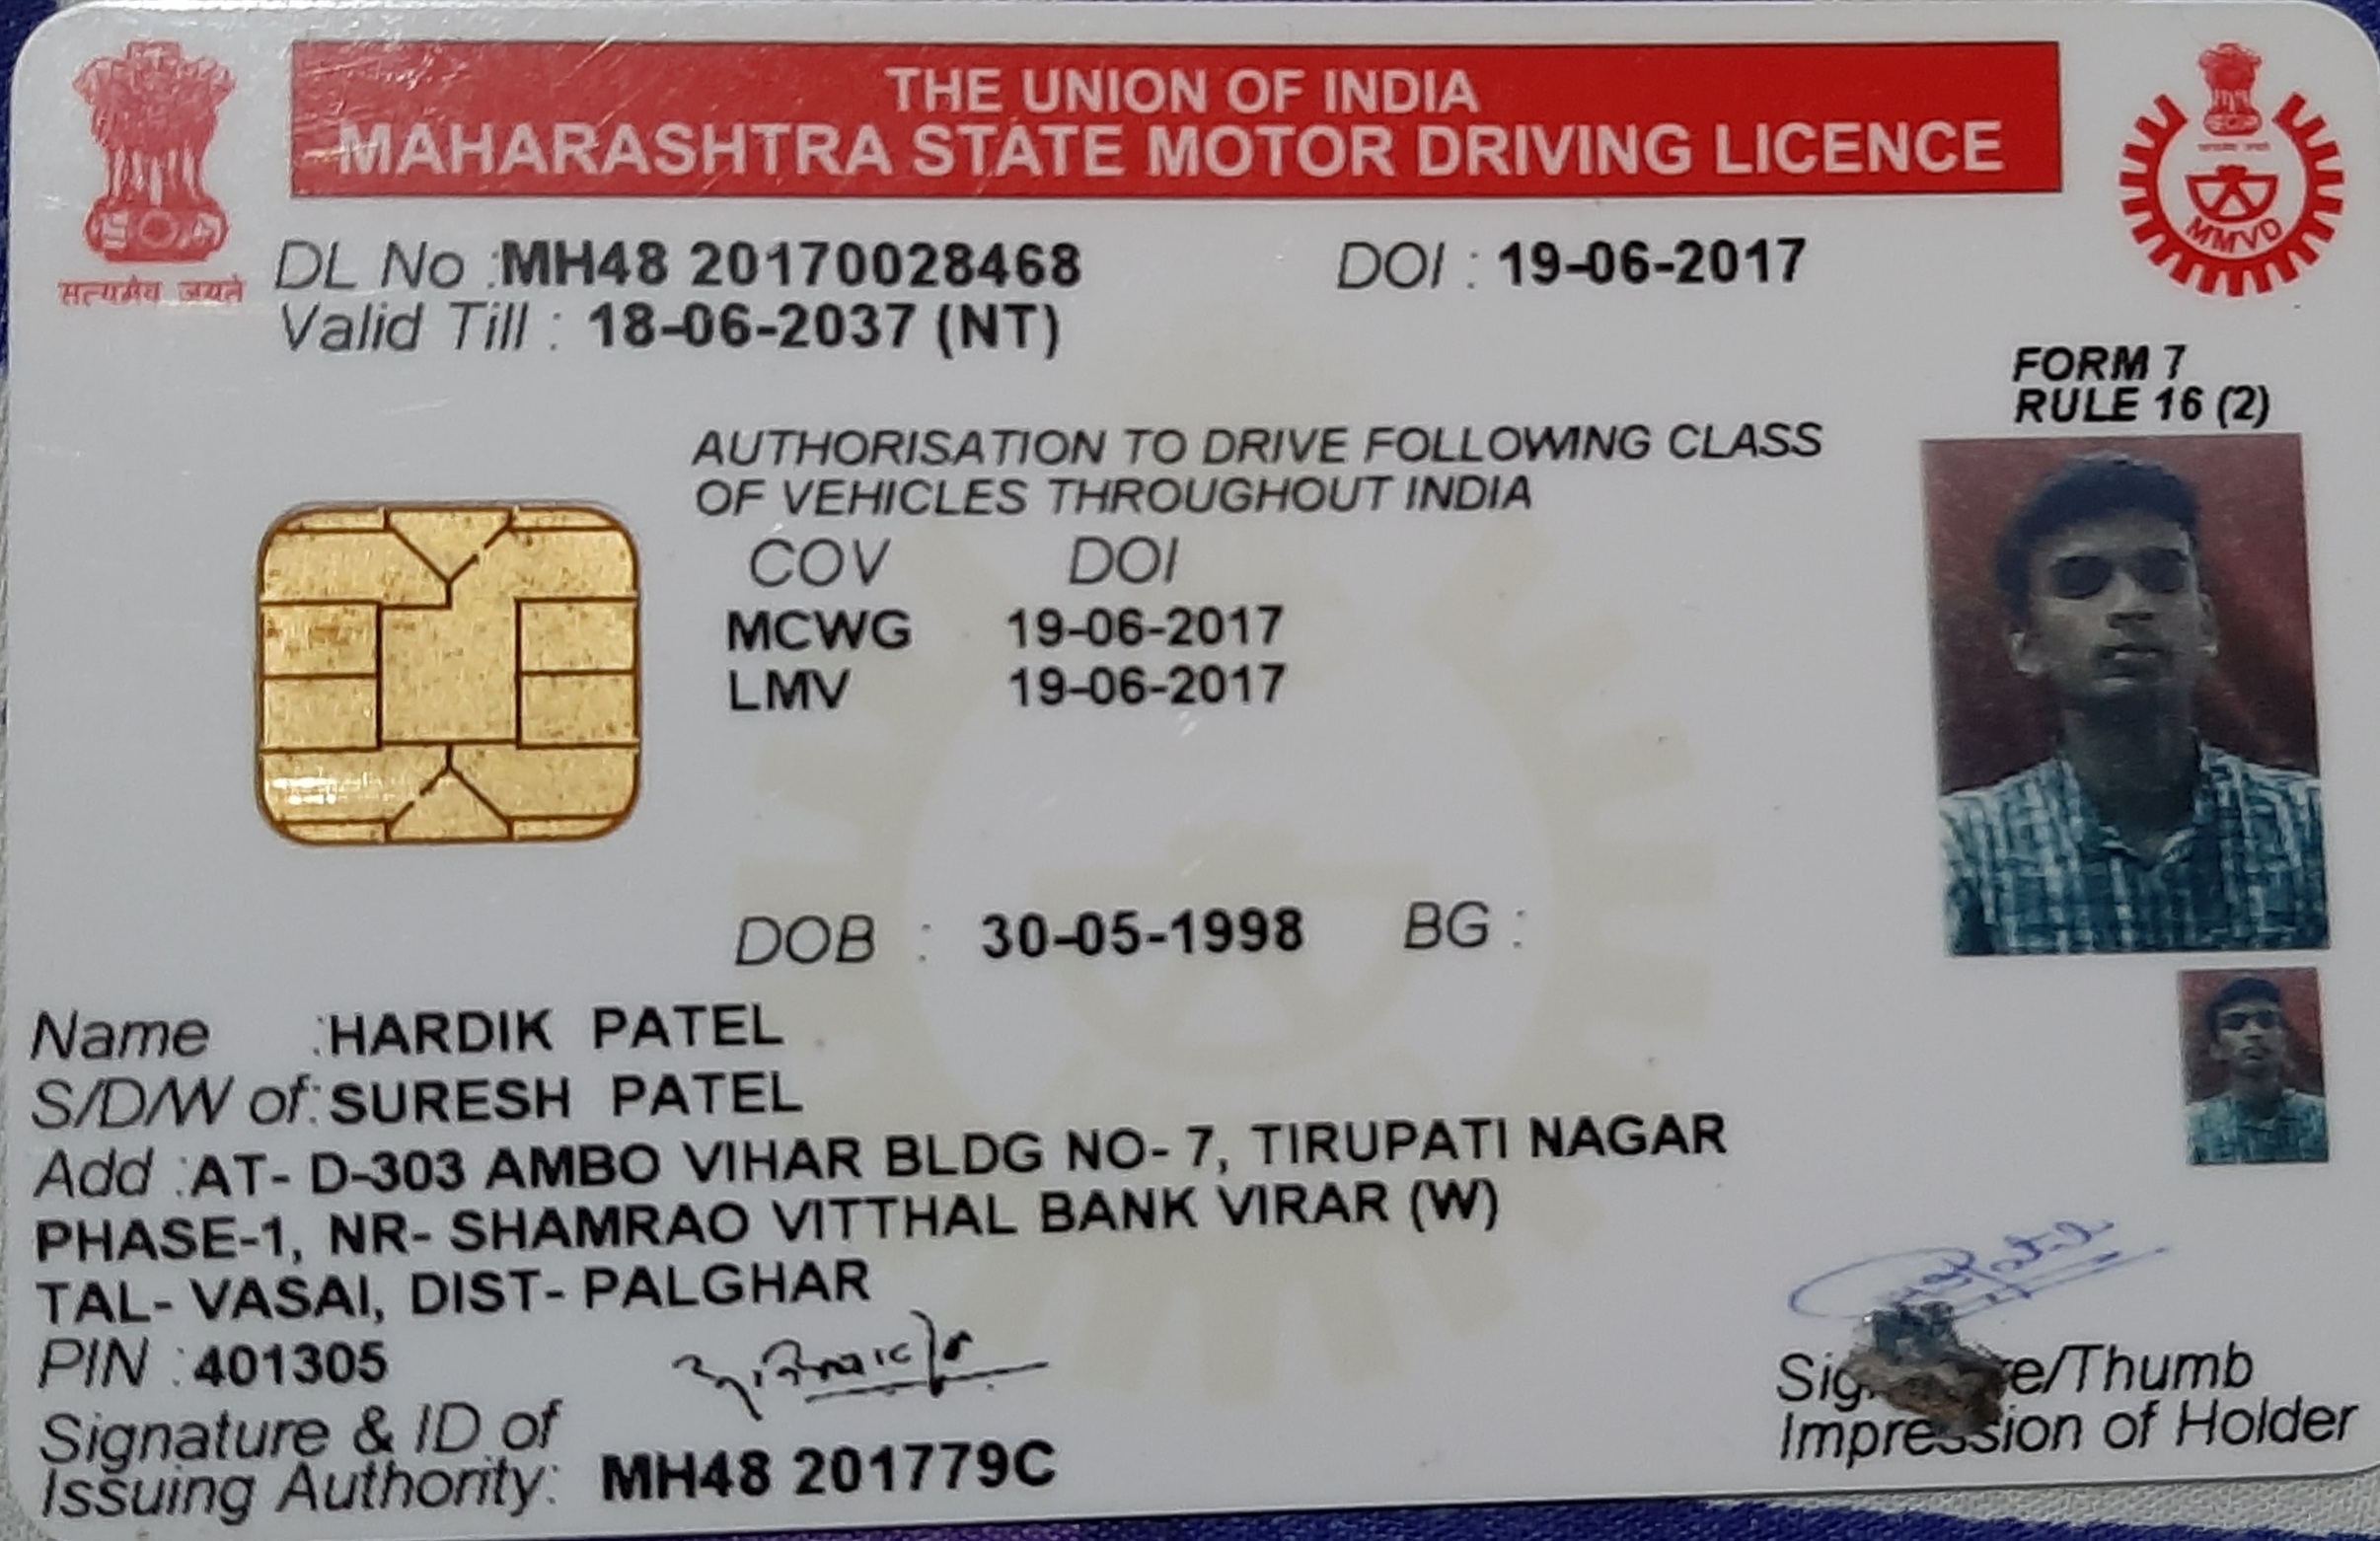 THE UNION OF INDIA
MAHARASHTRA STATE MOTOR DRIVING LICENCE
सत्यमेव जयते
MMVD
DL No : MH48 20170028468 DOI : 19-06-2017
Valid Till : 18-06-2037 (NT)
FORM 7
RULE 16 (2)
AUTHORISATION TO DRIVE FOLLOWING CLASS
OF VEHICLES THROUGHOUT INDIA
COV DOI
MCWG 19-06-2017
LMV 19-06-2017
DOB : 30-05-1998 BG :
Name : HARDIK PATEL
S/D/W of : SURESH PATEL
Add : AT- D-303 AMBO VIHAR BLDG NO- 7, TIRUPATI NAGAR
PHASE-1, NR- SHAMRAO VITTHAL BANK VIRAR (W)
TAL- VASAI, DIST- PALGHAR
PIN : 401305
Signature & ID of
Issuing Authority: MH48 201779C
/Thumb
Impression of Holder